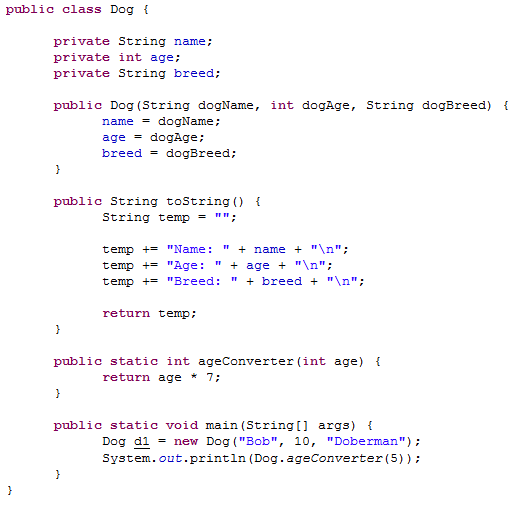 public class Dog {
private String name;
private int age;
private String breed;
public Dog(String dogName, int dogAge, String dogBreed) {
name = dogName;
age = dogAge;
breed = dogBreed;
}
public String toString() {
String temp = "";
temp += "Name: " + name + "\n";
temp += "Age: " + age + "\n";
temp += "Breed: " + breed + "\n";
return temp;
}
public static int ageConverter(int age) {
return age * 7;
}
public static void main(String[] args) {
Dog d1 = new Dog("Bob", 10, "Doberman");
System.out.println(Dog.ageConverter(5));
}
}